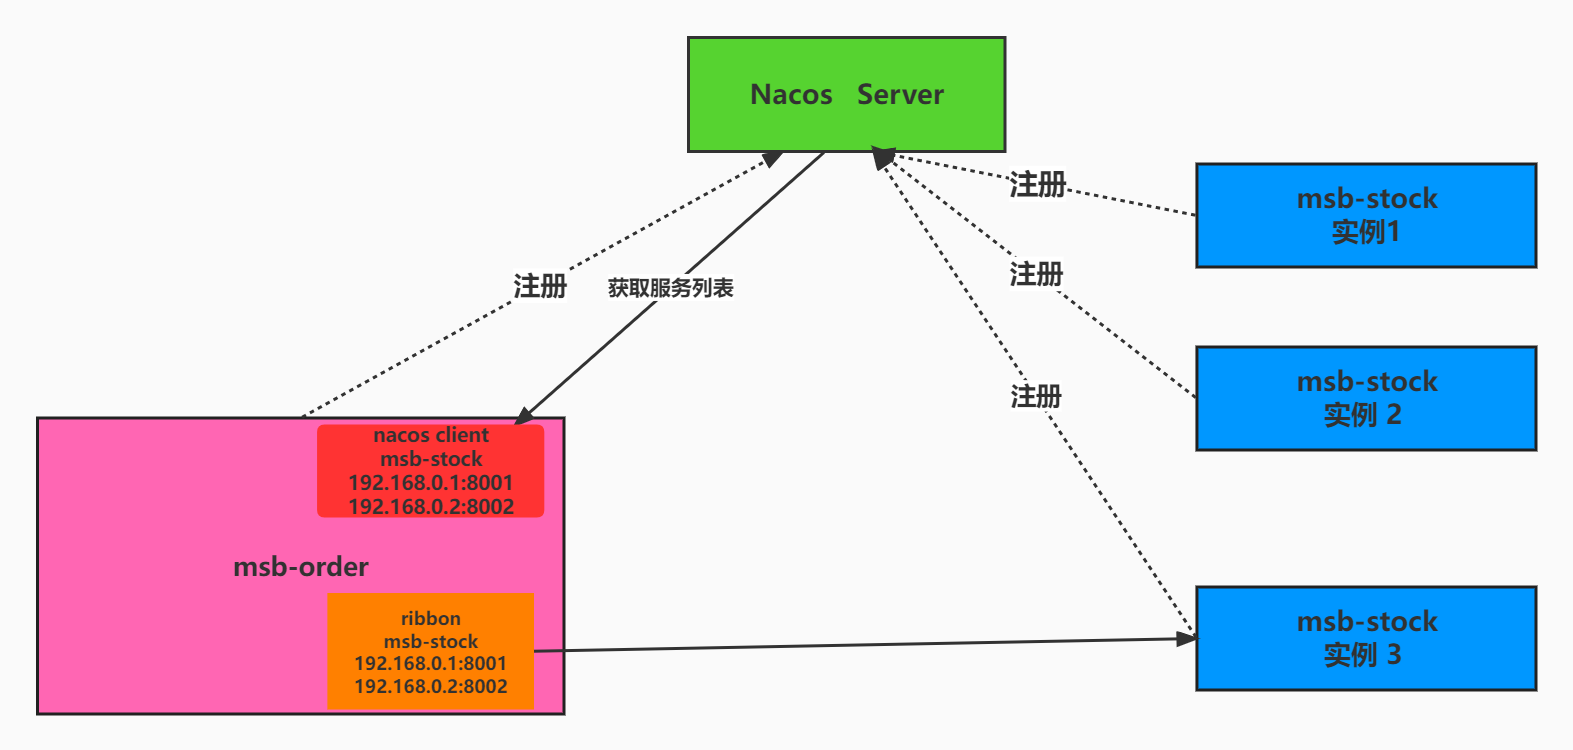 Nacos Server
注册
msb-stock
实例1
注册
注册
获取服务列表
msb-stock
实例 2
注册
nacos client
msb-stock
192.168.0.1:8001
192.168.0.2:8002
msb-order
ribbon
msb-stock
192.168.0.1:8001
192.168.0.2:8002
msb-stock
实例 3